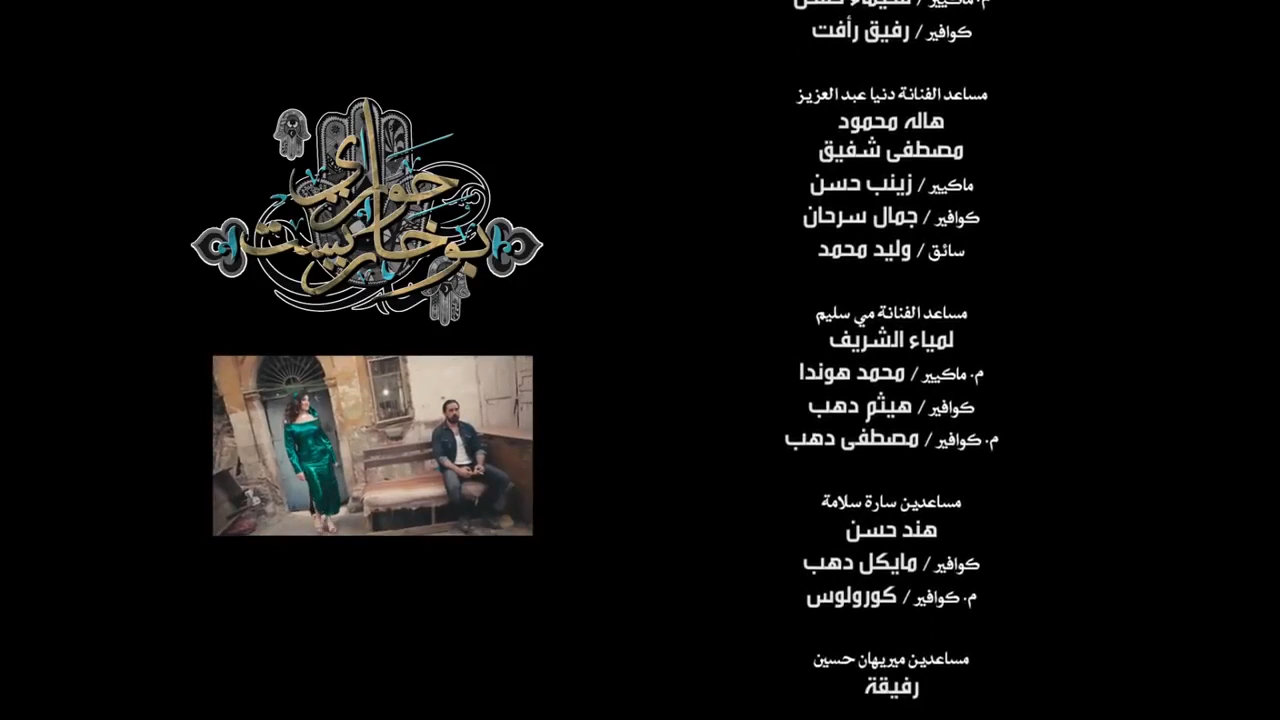 كوافير / رفيق رأفت
مساعد الفنانة دنيا عبد العزيز
هاله محمود
مصطفى شفيق
ماكيير / زينب حسن
كوافير / جمال سرحان
سائق / وليد محمد
مساعد الفنانة مي سليم
لمياء الشريف
م. ماكيير / محمد هوندا
كوافير / هيثم دهب
م. كوافير / مصطفى دهب
مساعدين سارة سلامة
هند حسن
كوافير / مايكل دهب
م. كوافير / كورولوس
مساعدين ميريهان حسين
رفيقة
حواري
بوخارست